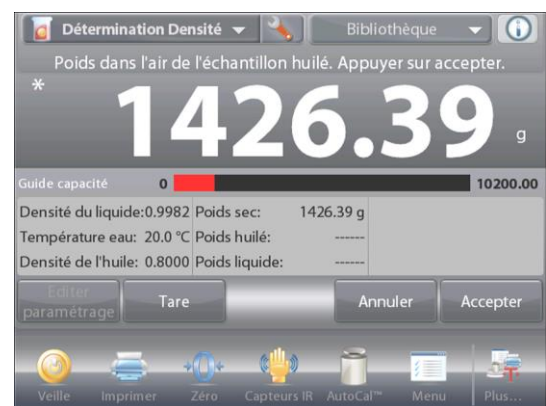 Détermination Densité Bibliothèque
Poids dans l'air de l'échantillon huilé. Appuyer sur accepter.
*
1426.39 g
Guide capacité 0 10200.00
Densité du liquide:0.9982 Poids sec: 1426.39 g
Température eau: 20.0 °C Poids huilé: ------
Densité de l'huile: 0.8000 Poids liquide: ------
Editer paramétrage Tare Annuler Accepter
Veille Imprimer Zéro Capteurs IR AutoCal™ Menu Plus...